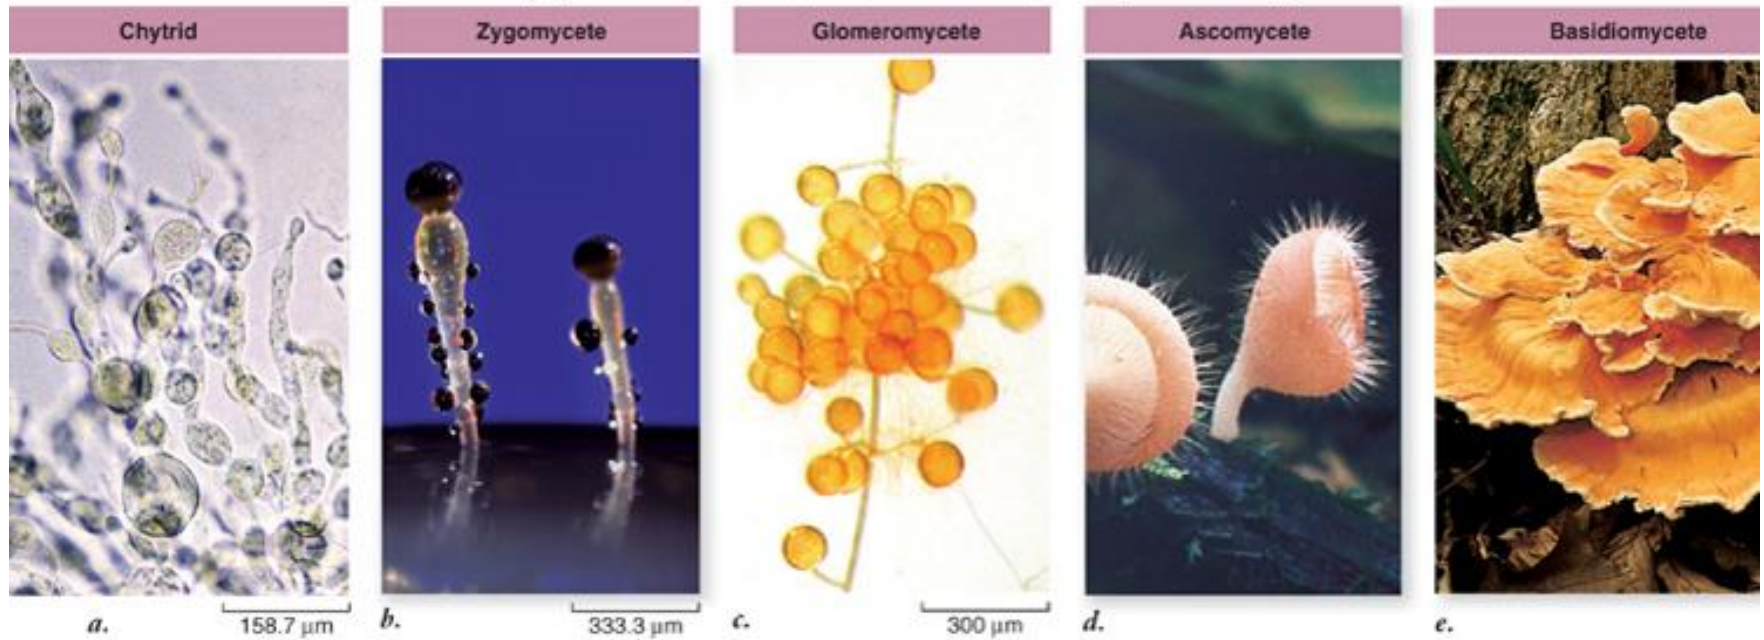 Chytrid
Zygomycete
Glomeromycete
Ascomycete
Basidiomycete
a.
158.7 µm
b.
333.3 µm
c.
300 µm
d.
e.